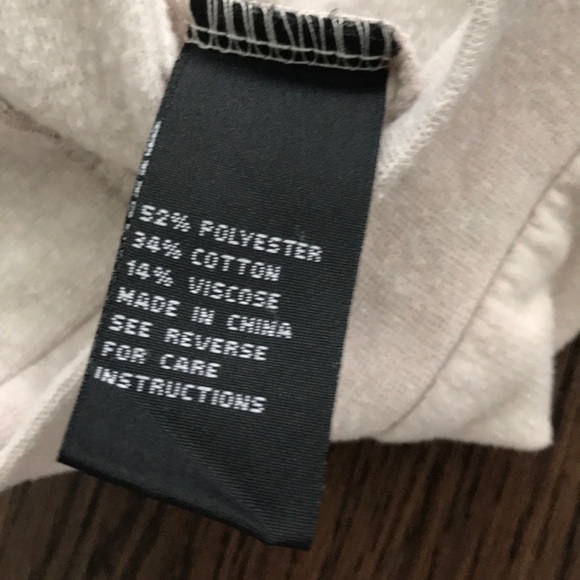 52% POLYESTER
34% COTTON
14% VISCOSE
MADE IN CHINA
SEE REVERSE
FOR CARE
INSTRUCTIONS